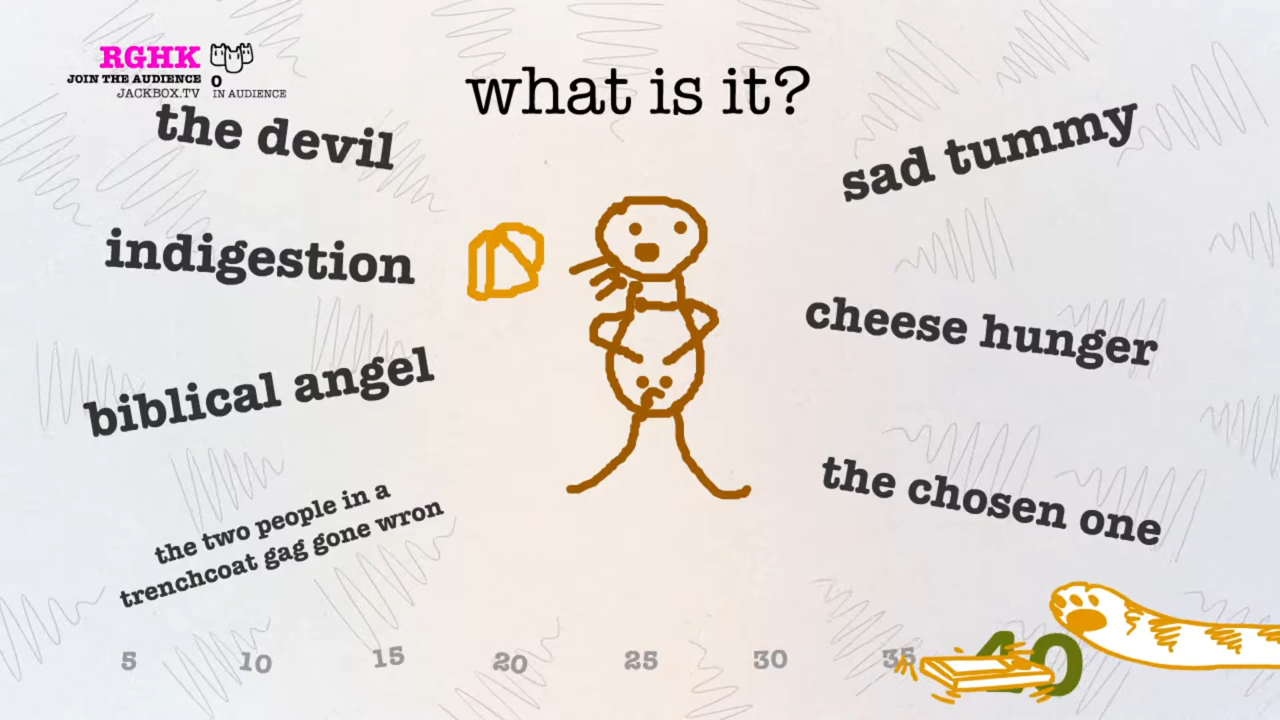 RGHK
JOIN THE AUDIENCE
JACKBOX.TV
0
IN AUDIENCE
what is it?
the devil
sad tummy
indigestion
cheese hunger
biblical angel
the chosen one
the two people in a
trenchcoat gag gone wron
5 10 15 20 25 30 35 40